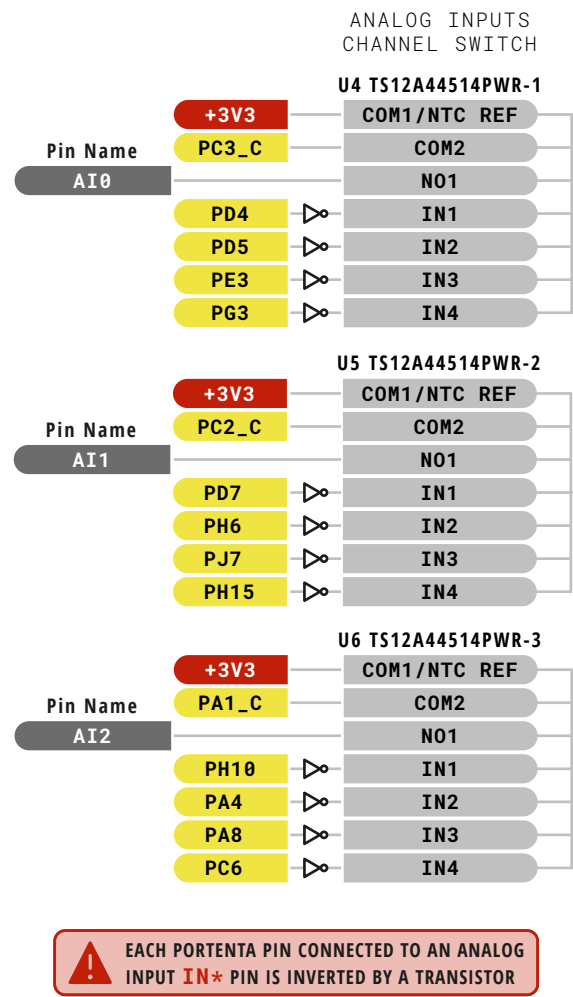 ANALOG INPUTS
CHANNEL SWITCH
U4 TS12A44514PWR-1
+3V3 COM1/NTC REF
Pin Name PC3_C COM2
AI0 NO1
PD4 IN1
PD5 IN2
PE3 IN3
PG3 IN4
U5 TS12A44514PWR-2
+3V3 COM1/NTC REF
Pin Name PC2_C COM2
AI1 NO1
PD7 IN1
PH6 IN2
PJ7 IN3
PH15 IN4
U6 TS12A44514PWR-3
+3V3 COM1/NTC REF
Pin Name PA1_C COM2
AI2 NO1
PH10 IN1
PA4 IN2
PA8 IN3
PC6 IN4
EACH PORTENTA PIN CONNECTED TO AN ANALOG
INPUT IN* PIN IS INVERTED BY A TRANSISTOR